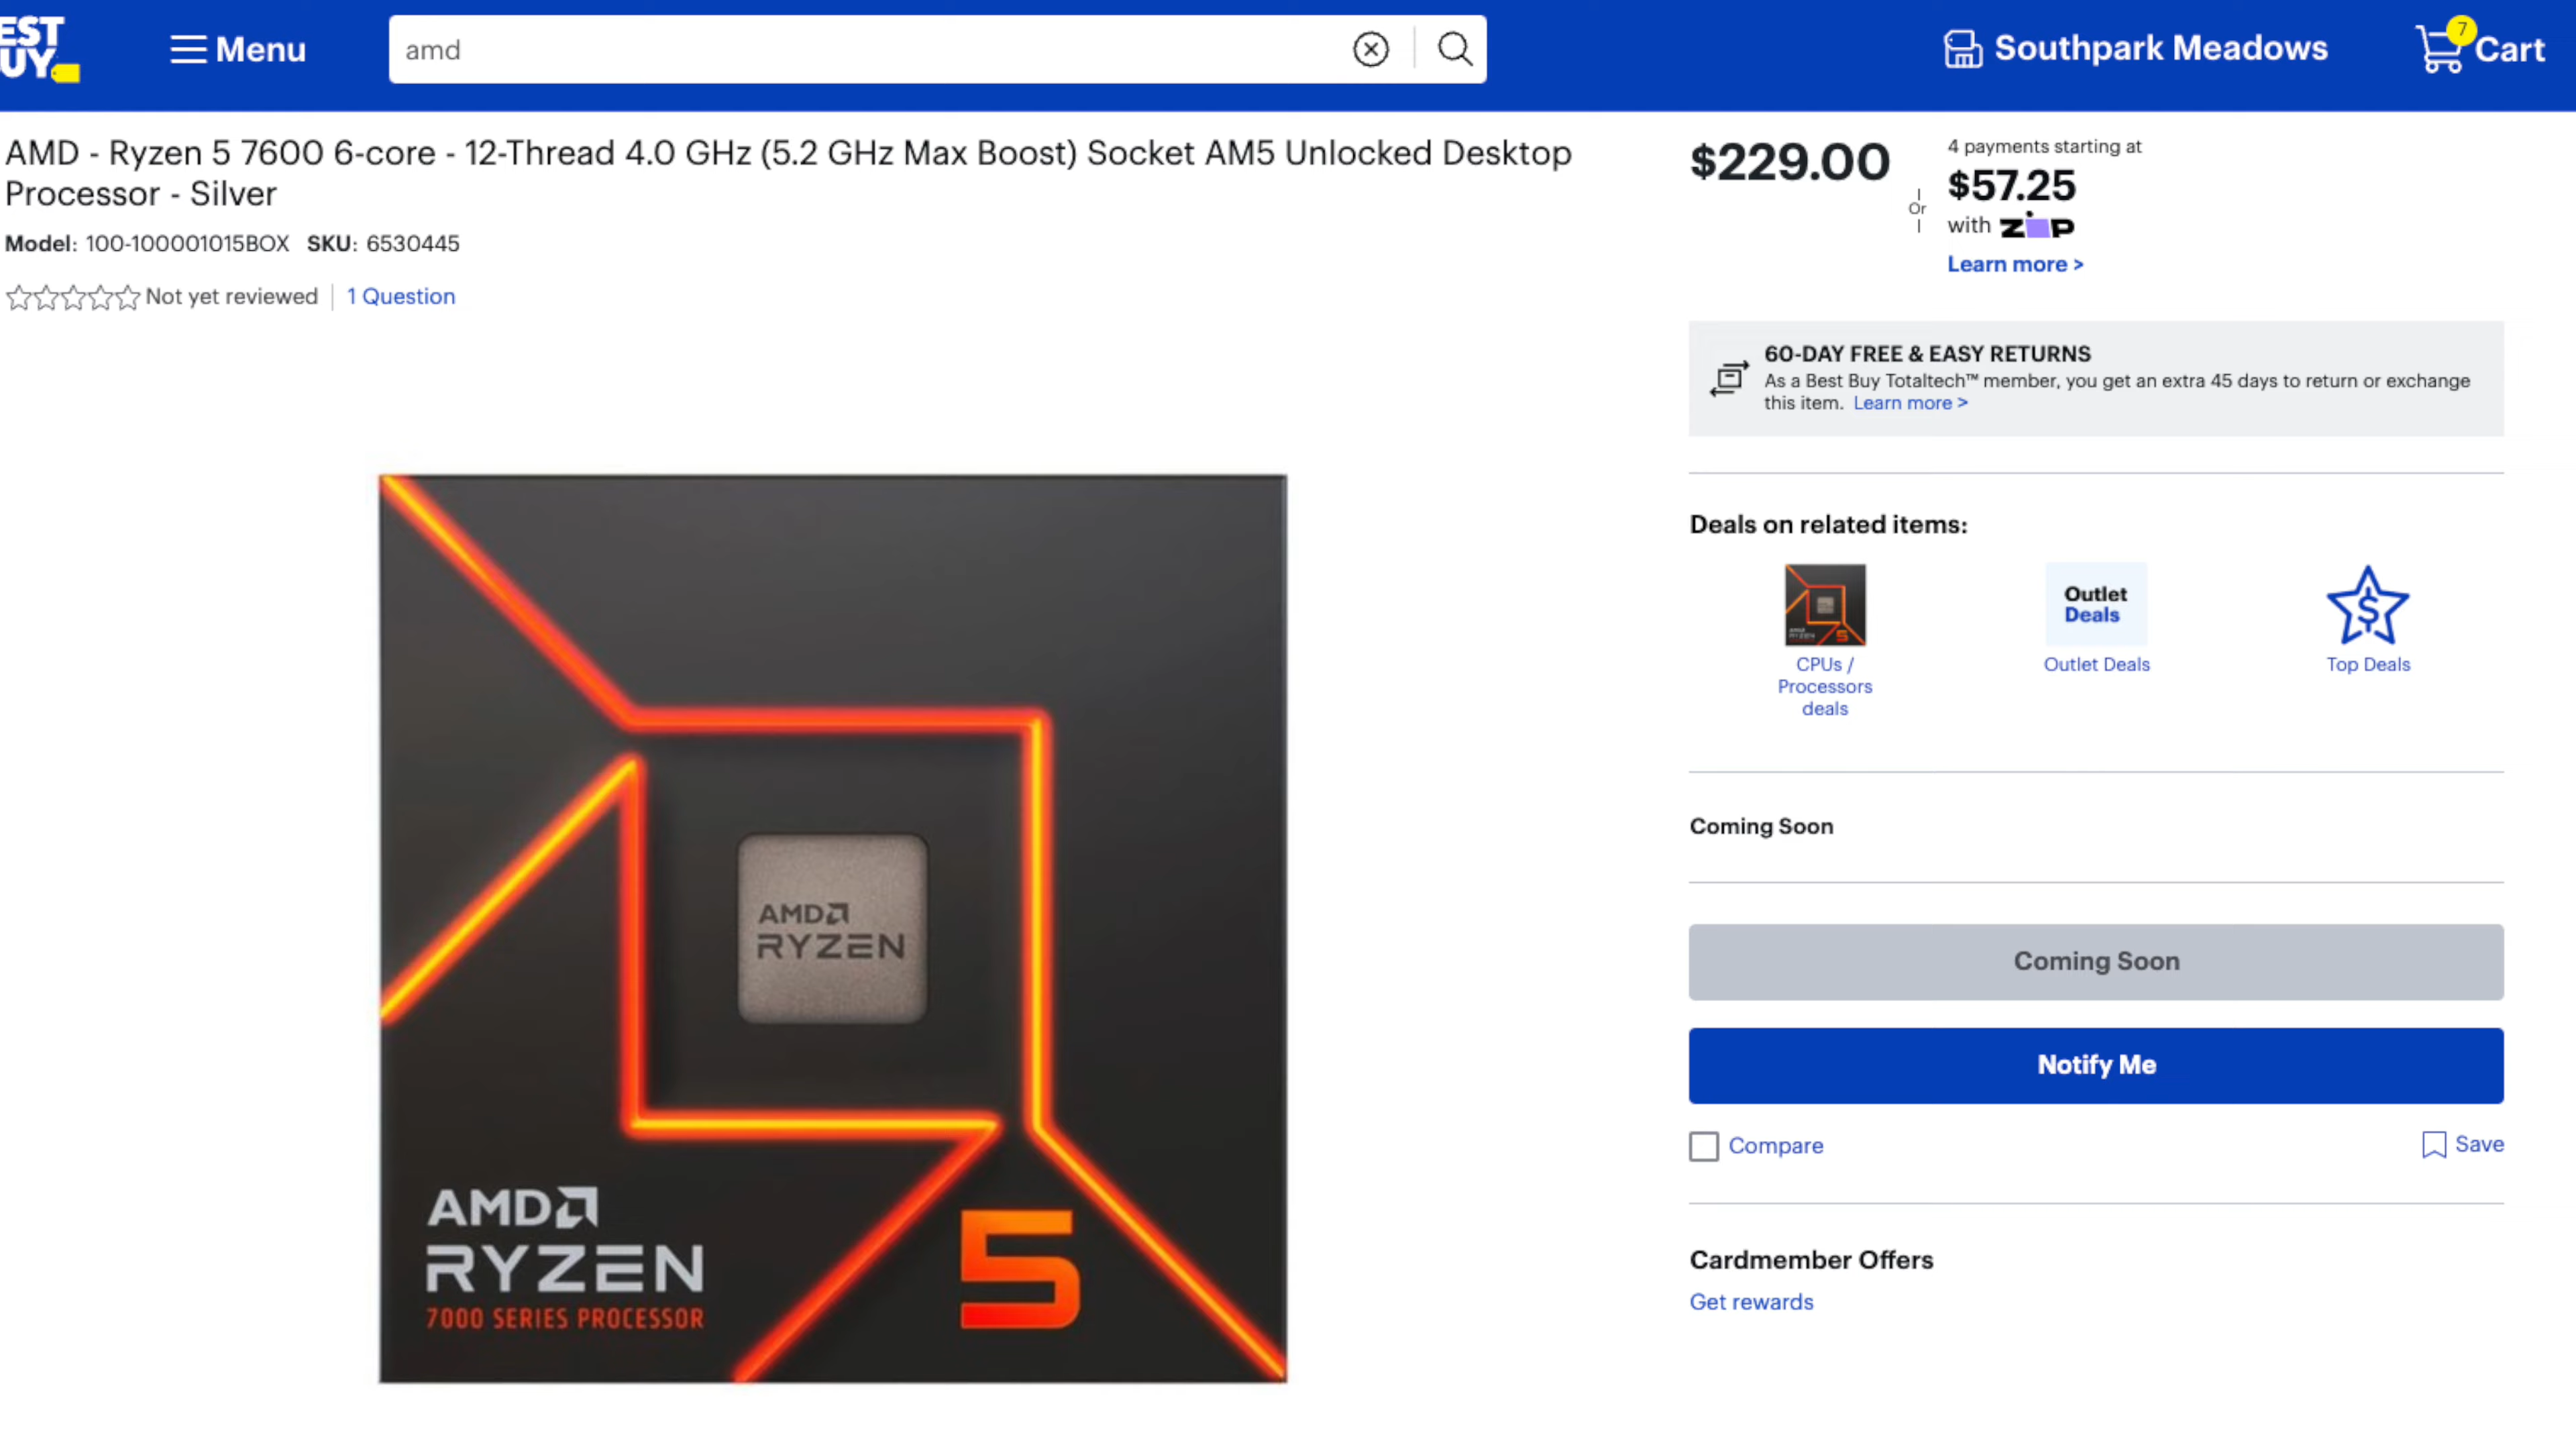 EST
UY
Menu
amd
Southpark Meadows
7
Cart
AMD - Ryzen 5 7600 6-core - 12-Thread 4.0 GHz (5.2 GHz Max Boost) Socket AM5 Unlocked Desktop
Processor - Silver
Model: 100-100001015BOX SKU: 6530445
Not yet reviewed
1 Question
$229.00
Or
4 payments starting at
$57.25
with ZIP
Learn more >
60-DAY FREE & EASY RETURNS
As a Best Buy Totaltech™ member, you get an extra 45 days to return or exchange
this item. Learn more >
Deals on related items:
CPUs /
Processors
deals
Outlet
Deals
Outlet Deals
$
Top Deals
Coming Soon
Coming Soon
Notify Me
Compare
Save
Cardmember Offers
Get rewards
AMD
RYZEN
AMD
RYZEN
7000 SERIES PROCESSOR
5